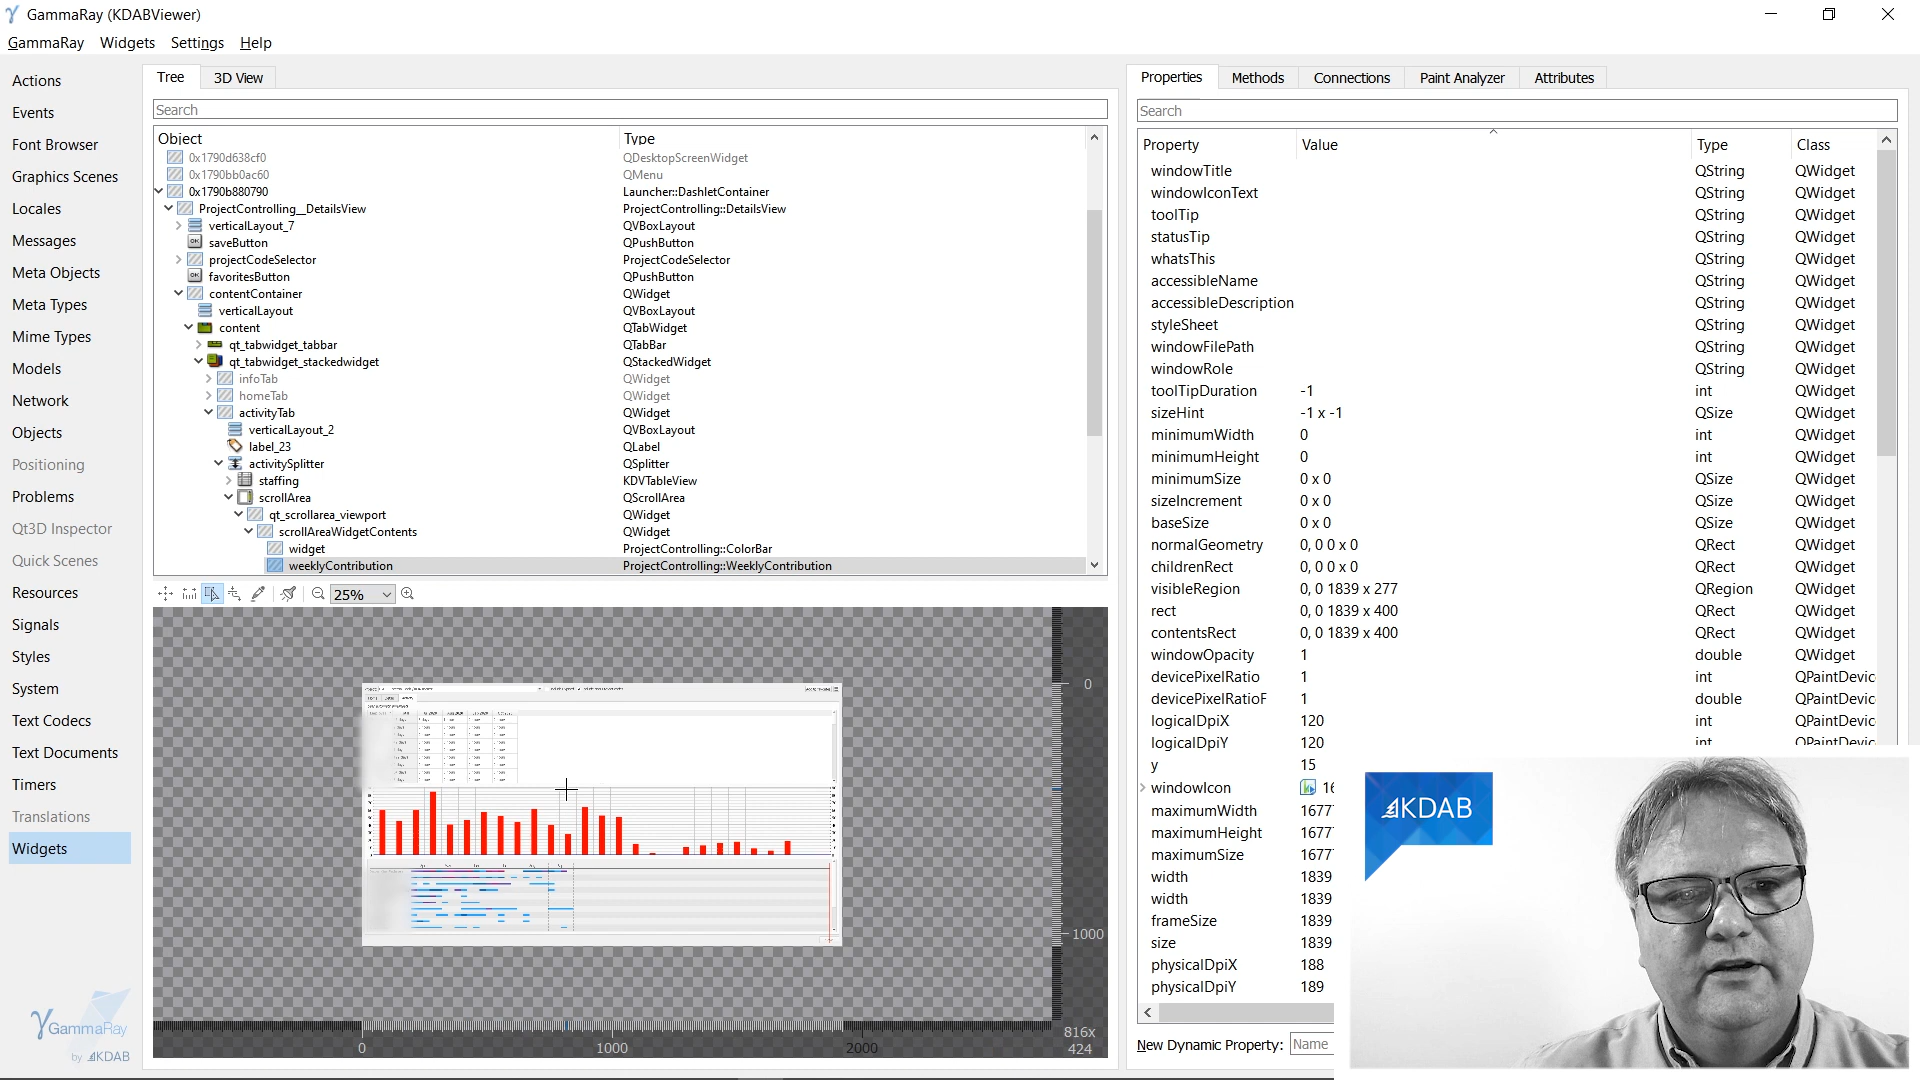 GammaRay (KDABViewer)
GammaRay Widgets Settings Help
Actions
Events
Font Browser
Graphics Scenes
Locales
Messages
Meta Objects
Meta Types
Mime Types
Models
Network
Objects
Positioning
Problems
Qt3D Inspector
Quick Scenes
Resources
Signals
Styles
System
Text Codecs
Text Documents
Timers
Translations
Widgets
GammaRay
by KDAB
Tree 3D View
Search
Object Type
0x1790d638cf0 QDesktopScreenWidget
0x1790bb0ac60 QMenu
0x1790b880790 Launcher::DashletContainer
ProjectControlling__DetailsView ProjectControlling::DetailsView
verticalLayout_7 QVBoxLayout
saveButton QPushButton
projectCodeSelector ProjectCodeSelector
favoritesButton QPushButton
contentContainer QWidget
verticalLayout QVBoxLayout
content QTabWidget
qt_tabwidget_tabbar QTabBar
qt_tabwidget_stackedwidget QStackedWidget
infoTab QWidget
homeTab QWidget
activityTab QWidget
verticalLayout_2 QVBoxLayout
label_23 QLabel
activitySplitter QSplitter
staffing KDVTableView
scrollArea QScrollArea
qt_scrollarea_viewport QWidget
scrollAreaWidgetContents QWidget
widget ProjectControlling::ColorBar
weeklyContribution ProjectControlling::WeeklyContribution
25%
0
1000
0 1000 2000
816x
424
Properties Methods Connections Paint Analyzer Attributes
Search
Property Value Type Class
windowTitle QString QWidget
windowIconText QString QWidget
toolTip QString QWidget
statusTip QString QWidget
whatsThis QString QWidget
accessibleName QString QWidget
accessibleDescription QString QWidget
styleSheet QString QWidget
windowFilePath QString QWidget
windowRole QString QWidget
toolTipDuration -1 int QWidget
sizeHint -1 x -1 QSize QWidget
minimumWidth 0 int QWidget
minimumHeight 0 int QWidget
minimumSize 0 x 0 QSize QWidget
sizeIncrement 0 x 0 QSize QWidget
baseSize 0 x 0 QSize QWidget
normalGeometry 0, 0 0 x 0 QRect QWidget
childrenRect 0, 0 0 x 0 QRect QWidget
visibleRegion 0, 0 1839 x 277 QRegion QWidget
rect 0, 0 1839 x 400 QRect QWidget
contentsRect 0, 0 1839 x 400 QRect QWidget
windowOpacity 1 double QWidget
devicePixelRatio 1 int QPaintDevic
devicePixelRatioF 1 double QPaintDevic
logicalDpiX 120 int QPaintDevic
logicalDpiY 120 int QPaintDevic
y 15
windowIcon 16
maximumWidth 1677
maximumHeight 1677
maximumSize 1677
width 1839
width 1839
frameSize 1839
size 1839
physicalDpiX 188
physicalDpiY 189
New Dynamic Property: Name
KDAB